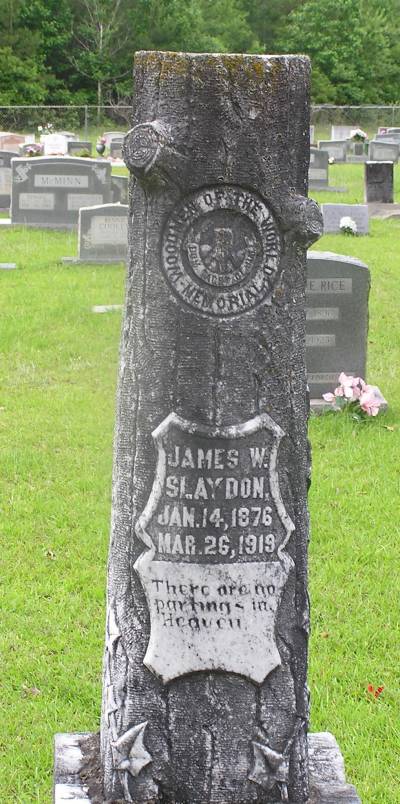 WOODMEN OF THE WORLD
MEMORIAL
JAMES W.
SLAYDON.
JAN. 14, 1876
MAR. 26, 1919
There are no
partings in
Heaven
McMINN
E RICE